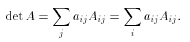 det A = ∑_j a_{ij} A_{ij} = ∑_i a_{ij} A_{ij}.